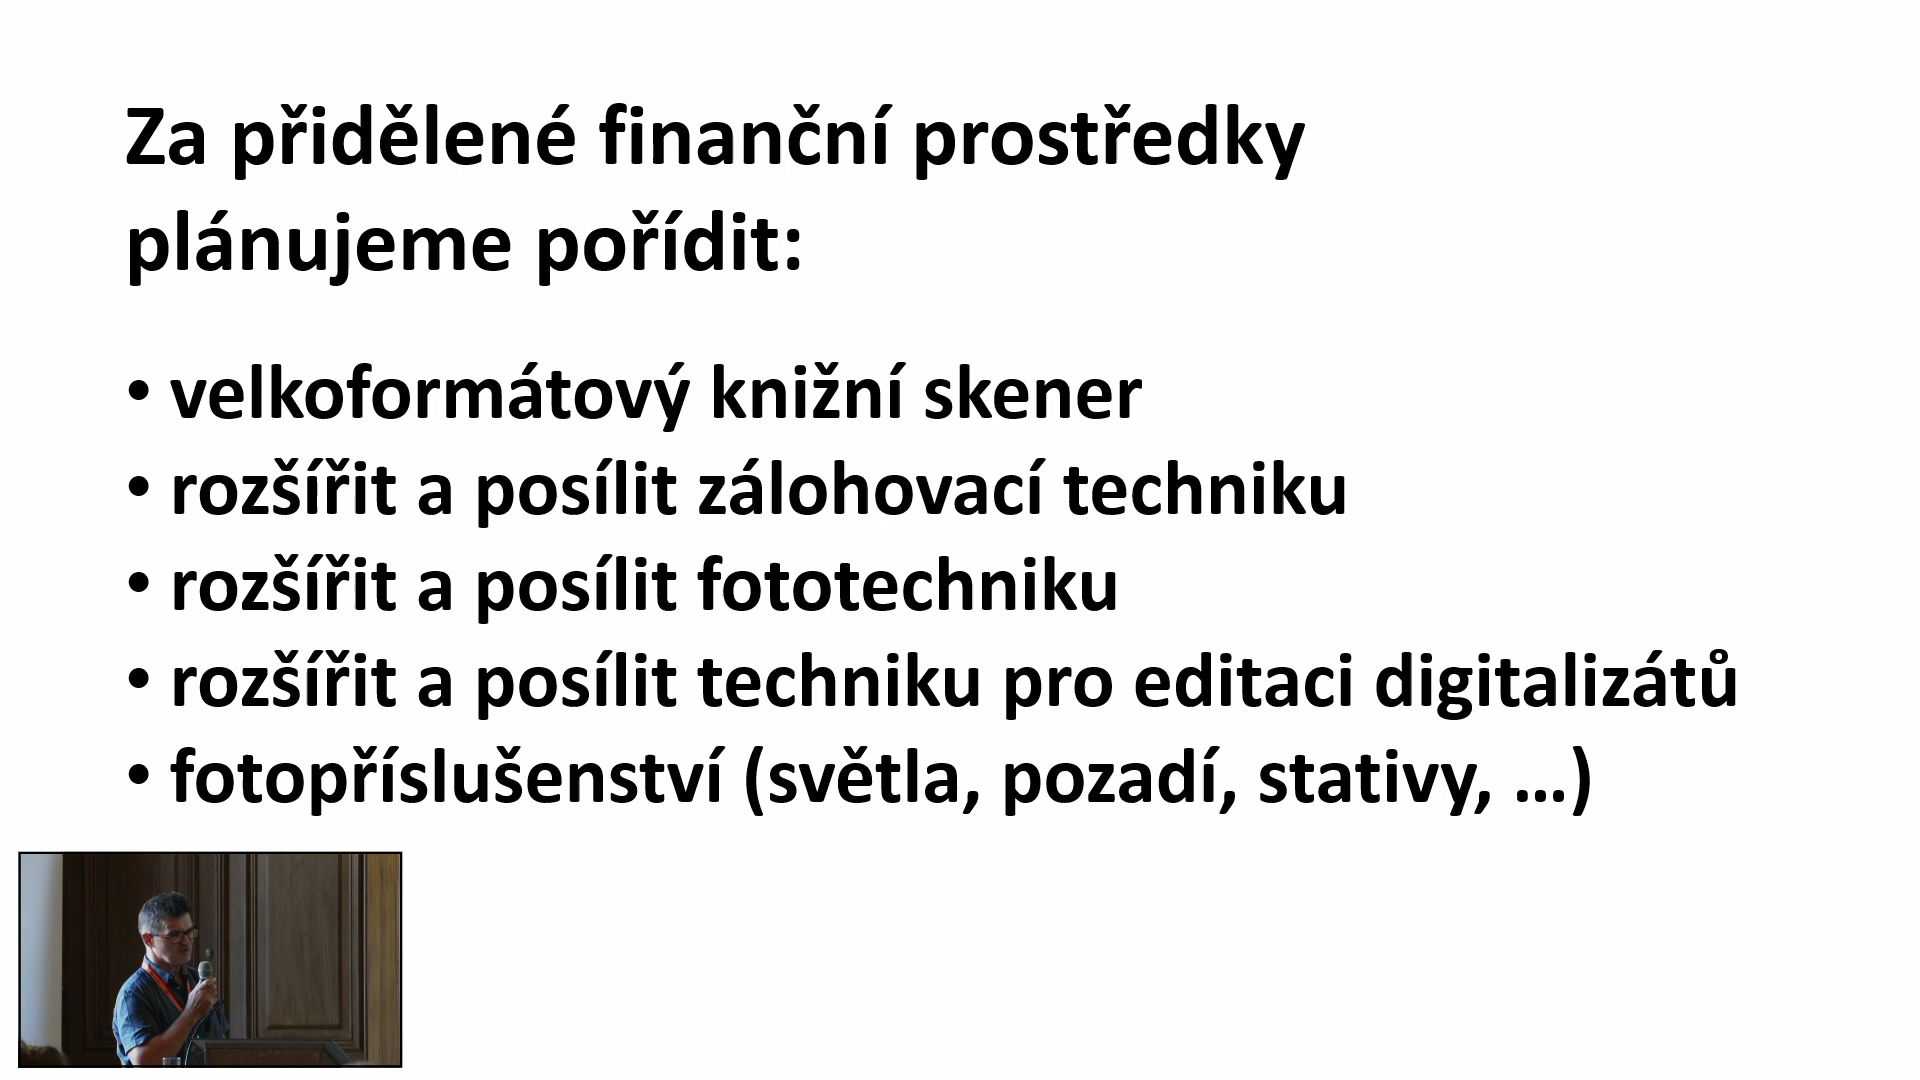 Za přidělené finanční prostředky
plánujeme pořídit:
• velkoformátový knižní skener
• rozšířit a posílit zálohovací techniku
• rozšířit a posílit fototechniku
• rozšířit a posílit techniku pro editaci digitalizátů
• fotopříslušenství (světla, pozadí, stativy, …)